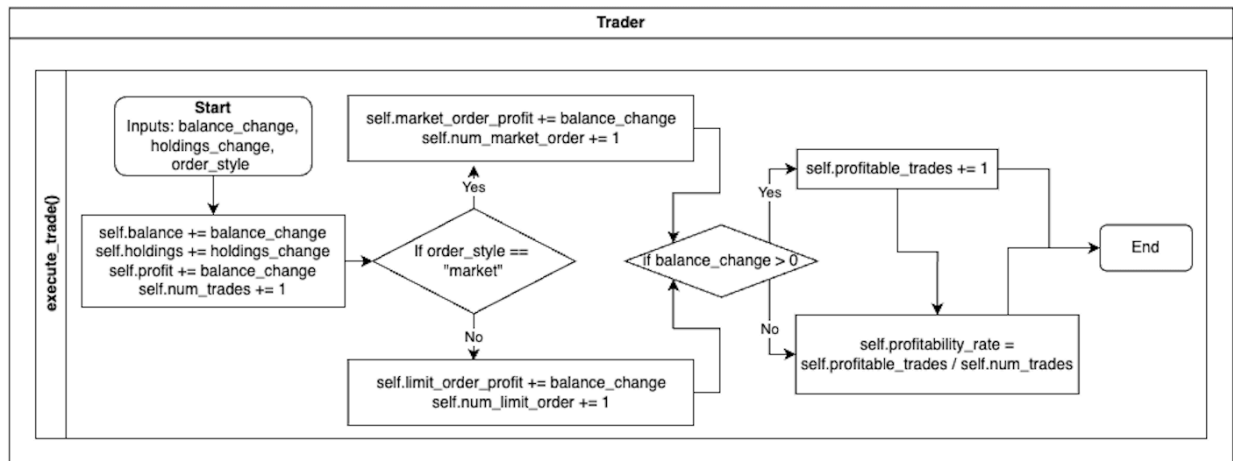 Trader
execute_trade()
Start
Inputs: balance_change,
holdings_change,
order_style
self.balance += balance_change
self.holdings += holdings_change
self.profit += balance_change
self.num_trades += 1
If order_style ==
"market"
Yes
self.market_order_profit += balance_change
self.num_market_order += 1
No
self.limit_order_profit += balance_change
self.num_limit_order += 1
if balance_change > 0
Yes
self.profitable_trades += 1
No
self.profitability_rate =
self.profitable_trades / self.num_trades
End